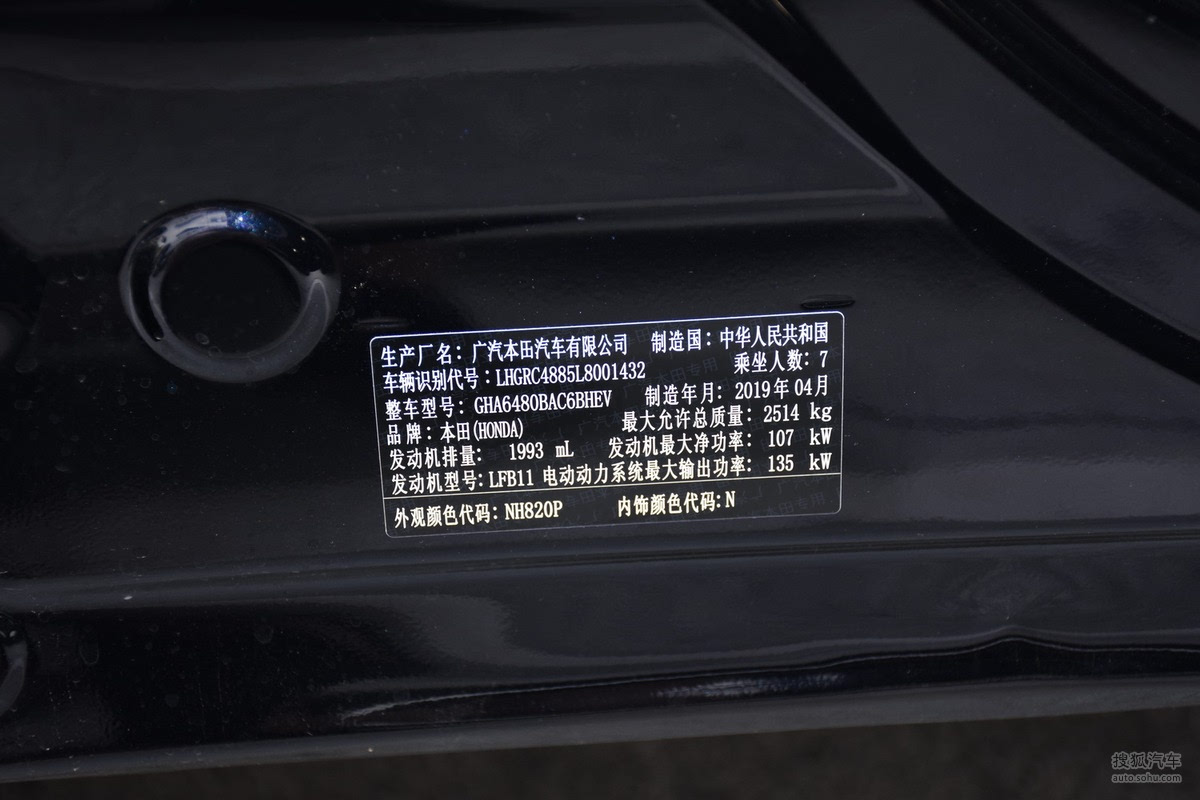 生产厂名：广汽本田汽车有限公司 制造国：中华人民共和国
车辆识别代号：LHGRC4885L8001432 乘坐人数：7
整车型号：GHA6480BAC6BHEV 制造年月：2019年04月
品牌：本田(HONDA) 最大允许总质量：2514 kg
发动机排量： 1993 mL 发动机最大净功率：107 kW
发动机型号：LFB11 电动动力系统最大输出功率：135 kW
外观颜色代码：NH820P 内饰颜色代码：N
搜狐汽车
auto.sohu.com